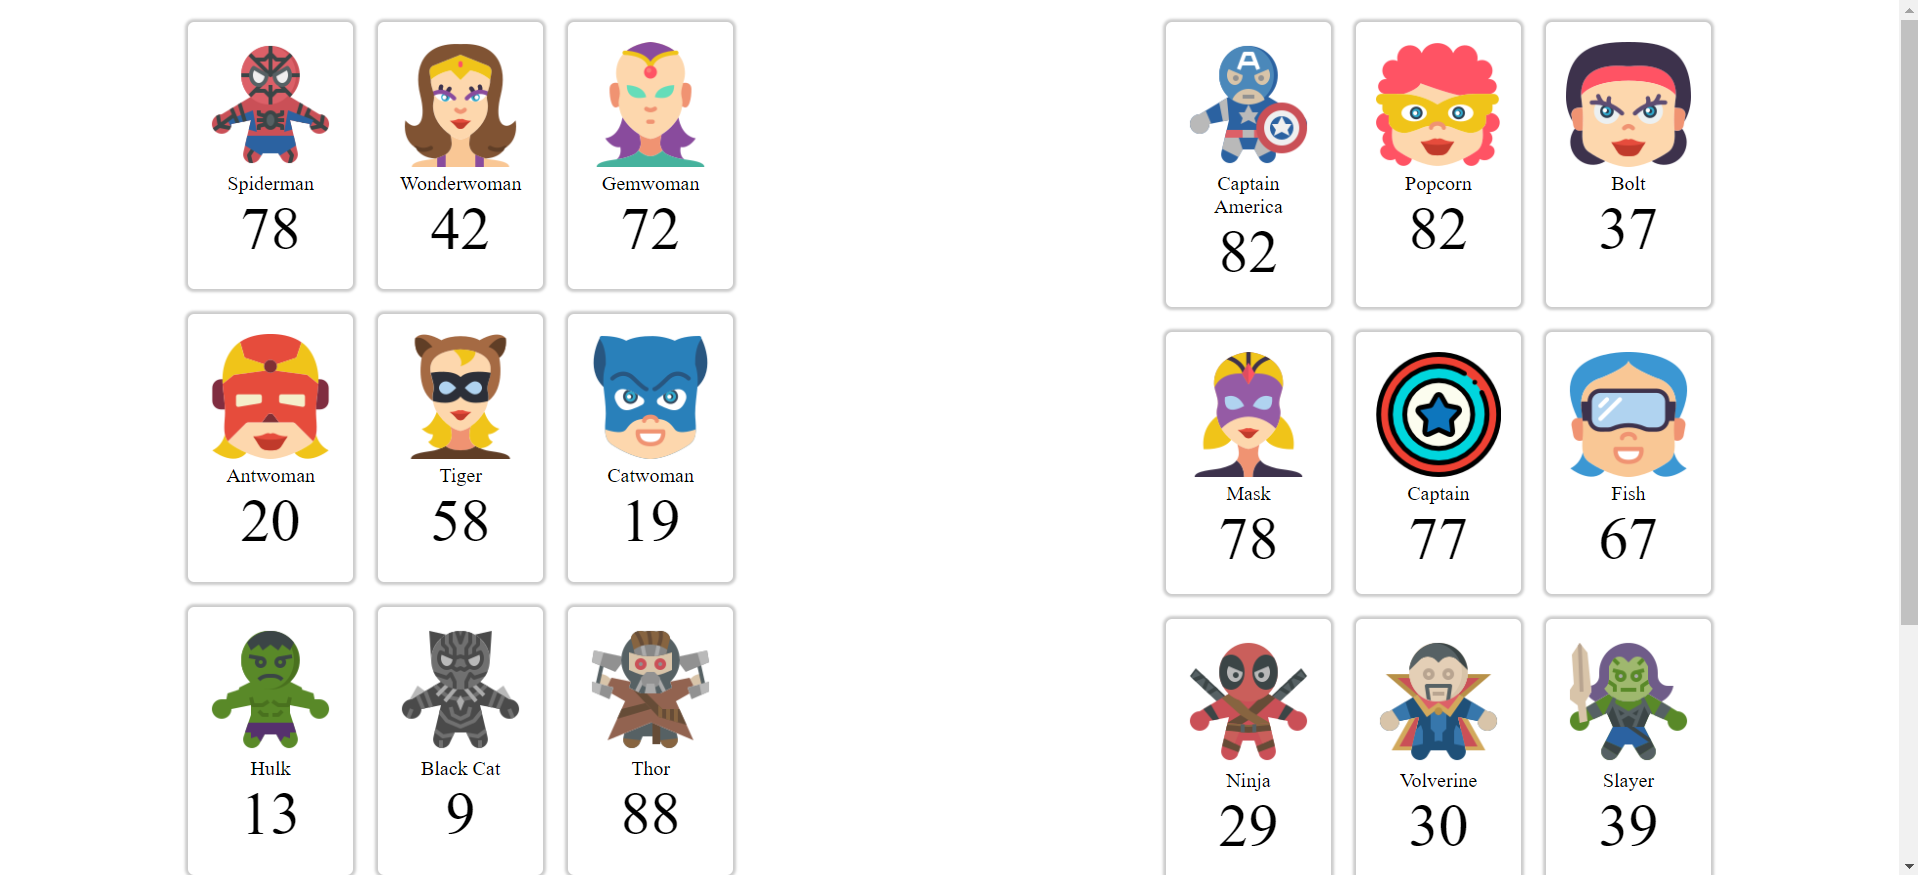 Spiderman
78
Wonderwoman
42
Gemwoman
72
Antwoman
20
Tiger
58
Catwoman
19
Hulk
13
Black Cat
9
Thor
88
A
Captain
America
82
Popcorn
82
Bolt
37
Mask
78
Captain
77
Fish
67
Ninja
29
Volverine
30
Slayer
39